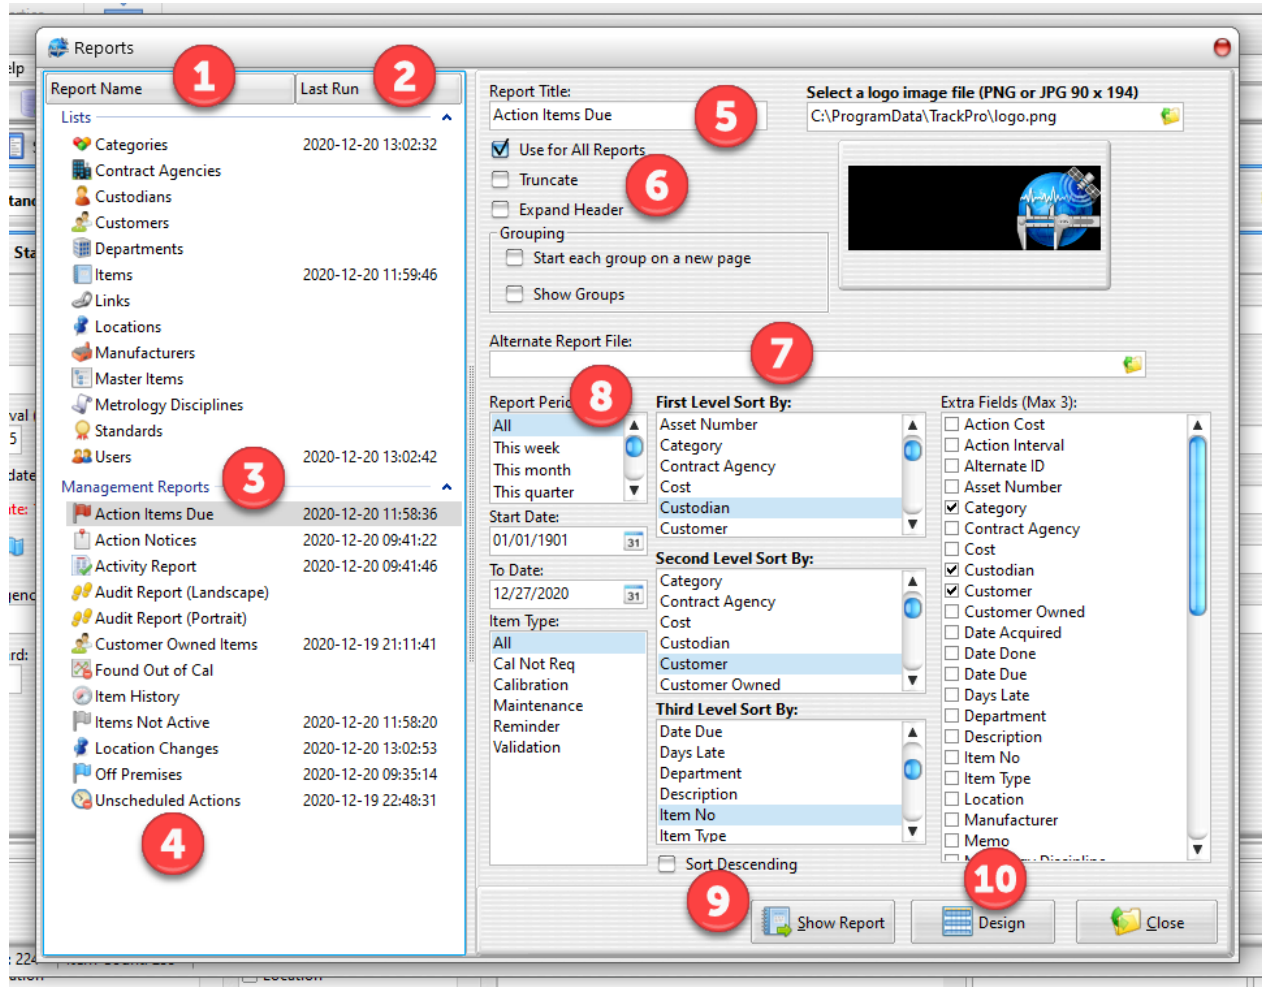 Reports
elp
1
2
Report Name Last Run
Lists
Categories 2020-12-20 13:02:32
Contract Agencies
Custodians
Customers
Departments
Items 2020-12-20 11:59:46
Links
Locations
Manufacturers
Master Items
Metrology Disciplines
Standards
Users 2020-12-20 13:02:42
3
Management Reports
Action Items Due 2020-12-20 11:58:36
Action Notices 2020-12-20 09:41:22
Activity Report 2020-12-20 09:41:46
Audit Report (Landscape)
Audit Report (Portrait)
Customer Owned Items 2020-12-19 21:11:41
Found Out of Cal
Item History
Items Not Active 2020-12-20 11:58:20
Location Changes 2020-12-20 13:02:53
Off Premises 2020-12-20 09:35:14
Unscheduled Actions 2020-12-19 22:48:31
4
Report Title:
Action Items Due
5
Select a logo image file (PNG or JPG 90 x 194)
C:\ProgramData\TrackPro\logo.png
Use for All Reports
Truncate
6
Expand Header
Grouping
Start each group on a new page
Show Groups
Alternate Report File:
7
Report Perio
8
All
This week
This month
This quarter
Start Date:
01/01/1901
31
To Date:
12/27/2020
31
Item Type:
All
Cal Not Req
Calibration
Maintenance
Reminder
Validation
First Level Sort By:
Asset Number
Category
Contract Agency
Cost
Custodian
Customer
Second Level Sort By:
Category
Contract Agency
Cost
Custodian
Customer
Customer Owned
Third Level Sort By:
Date Due
Days Late
Department
Description
Item No
Item Type
Sort Descending
Extra Fields (Max 3):
Action Cost
Action Interval
Alternate ID
Asset Number
Category
Contract Agency
Cost
Custodian
Customer
Customer Owned
Date Acquired
Date Done
Date Due
Days Late
Department
Description
Item No
Item Type
Location
Manufacturer
Memo
9
10
Show Report Design Close